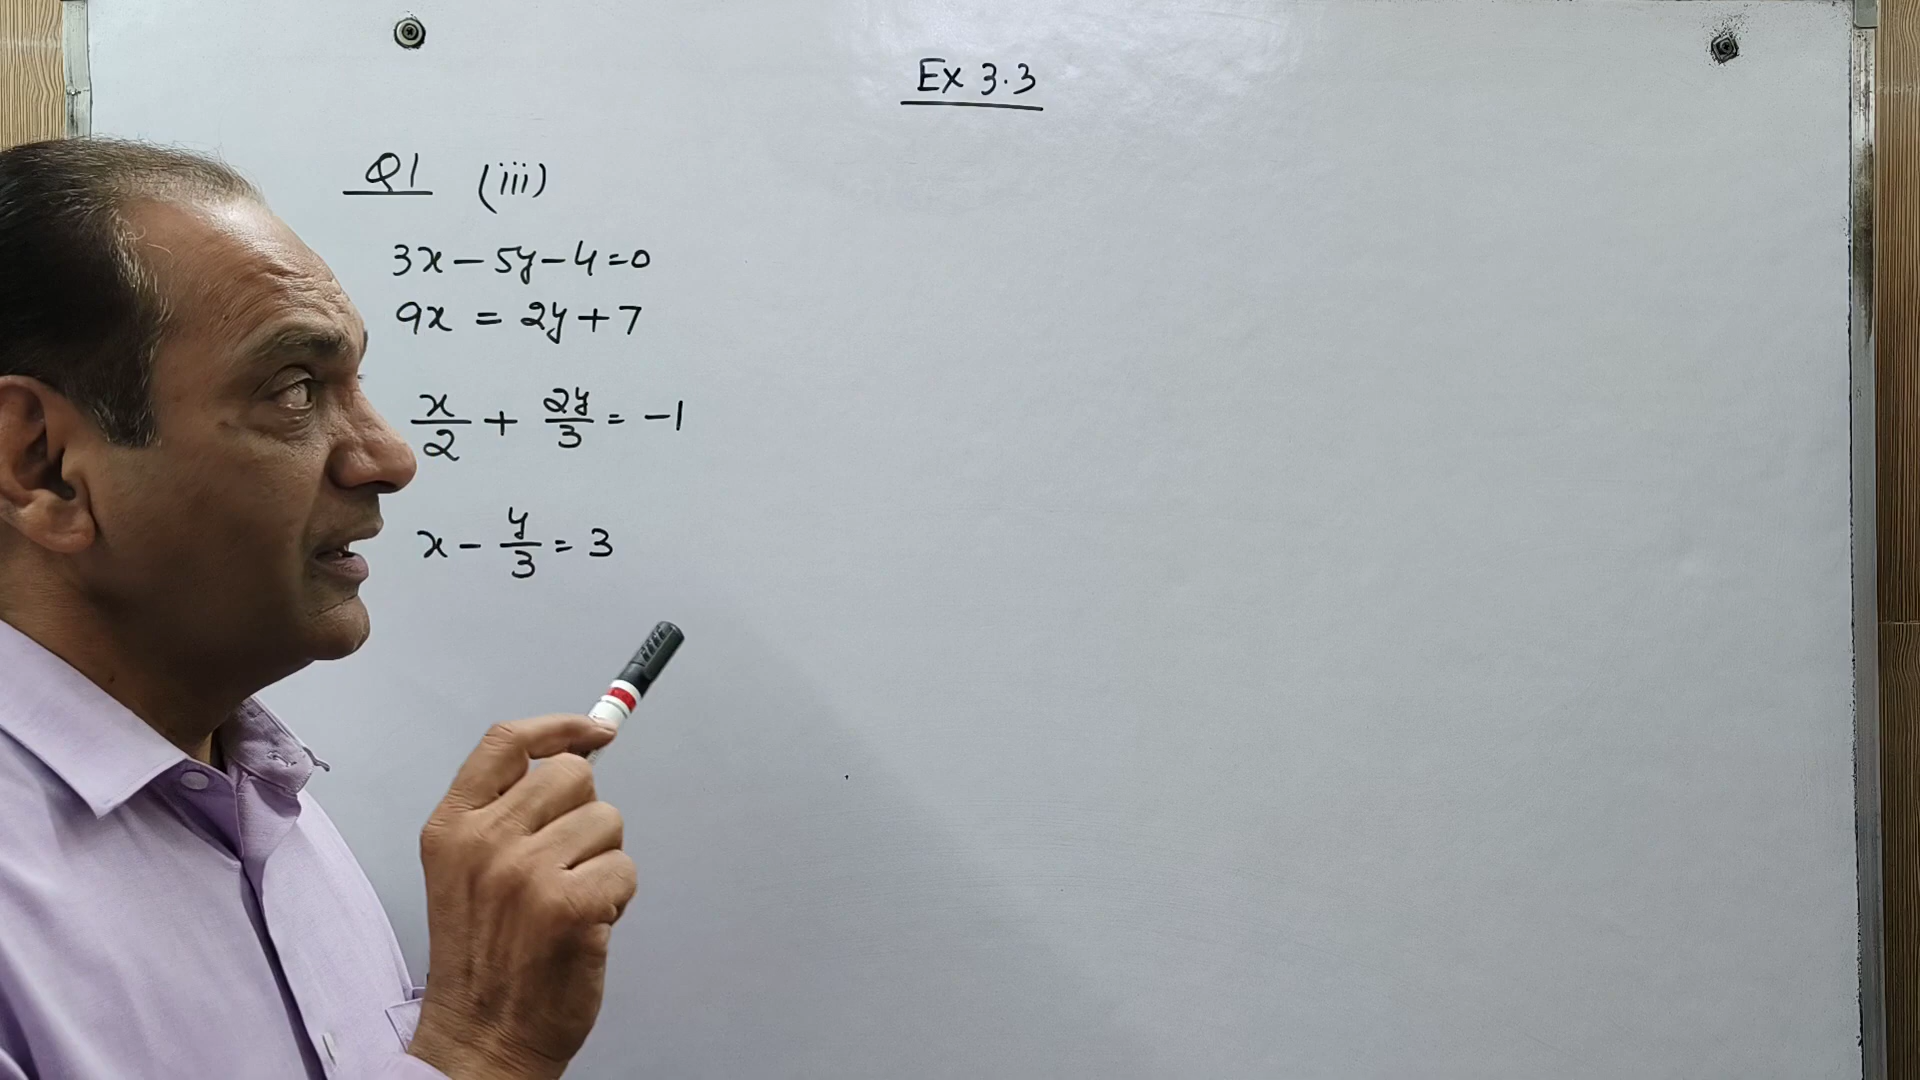 Ex 3.3
Q1 (iii)
3x - 5y - 4 = 0
9x = 2y + 7
x/2 + 2y/3 = -1
x - y/3 = 3